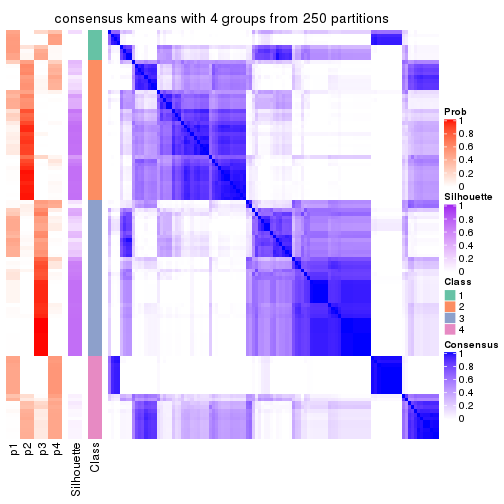 consensus kmeans with 4 groups from 250 partitions
Prob
1
0.8
0.6
0.4
0.2
0
Silhouette
1
0.8
0.6
0.4
0.2
0
Class
1
2
3
4
Consensus
1
0.8
0.6
0.4
0.2
0
p1
p2
p3
p4
Silhouette
Class